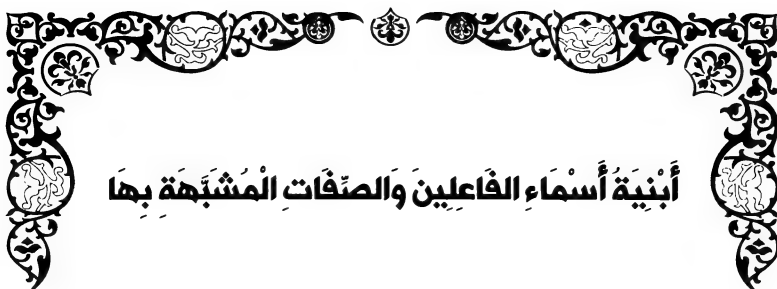 أَبْنِيَةُ أَسْمَاءِ الفَاعِلِينَ وَالصِّفَاتِ الْمُشَبَّهَةِ بِهَا